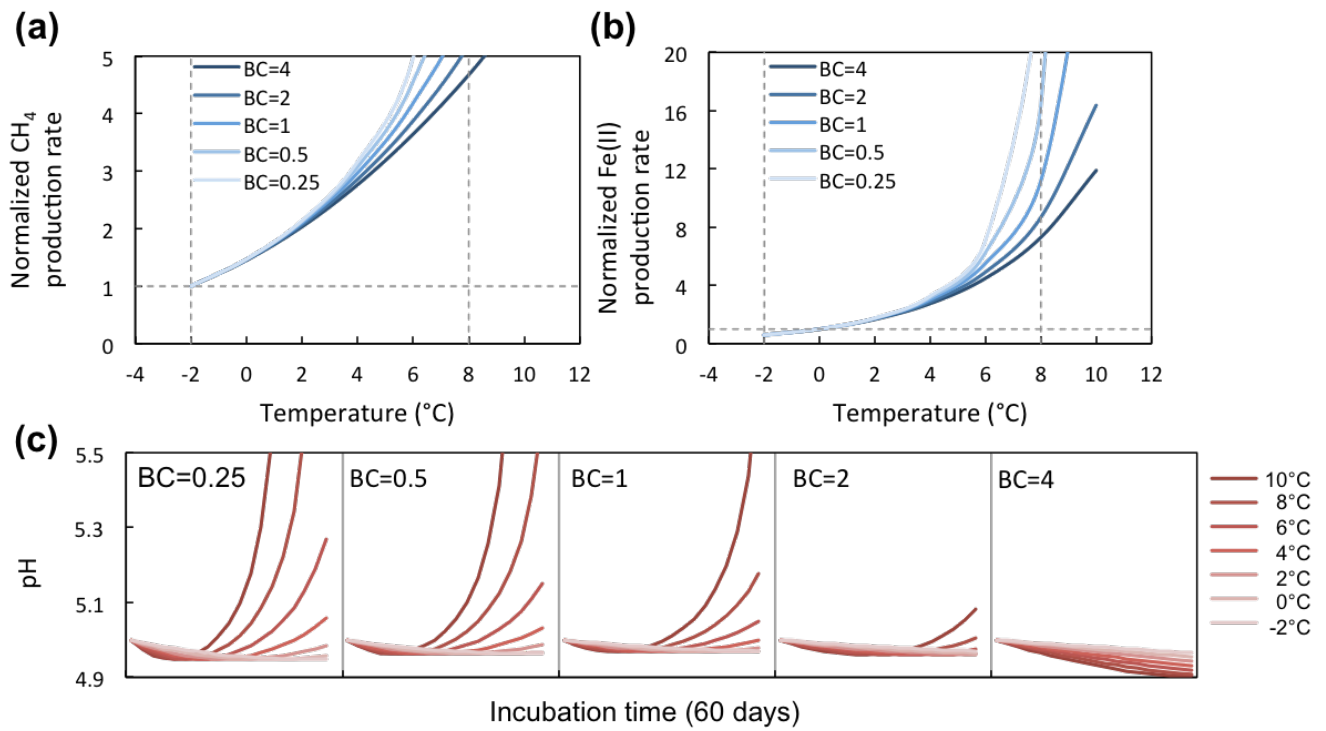 (a)
Normalized CH4
production rate
5
4
3
2
1
0
BC=4
BC=2
BC=1
BC=0.5
BC=0.25
-4 -2 0 2 4 6 8 10 12
Temperature (°C)
(b)
Normalized Fe(II)
production rate
20
16
12
8
4
0
BC=4
BC=2
BC=1
BC=0.5
BC=0.25
-4 -2 0 2 4 6 8 10 12
Temperature (°C)
(c)
pH
5.5
5.3
5.1
4.9
BC=0.25 BC=0.5 BC=1 BC=2 BC=4
10°C
8°C
6°C
4°C
2°C
0°C
-2°C
Incubation time (60 days)